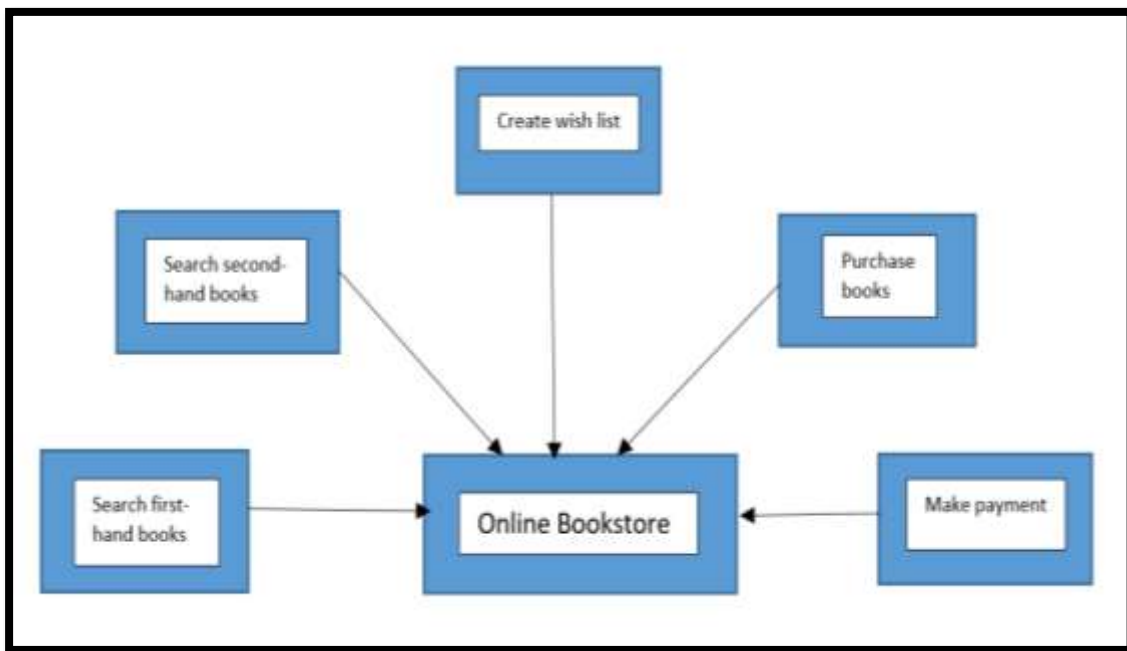 Create wish list
Search second-
hand books
Purchase
books
Search first-
hand books
Online Bookstore
Make payment